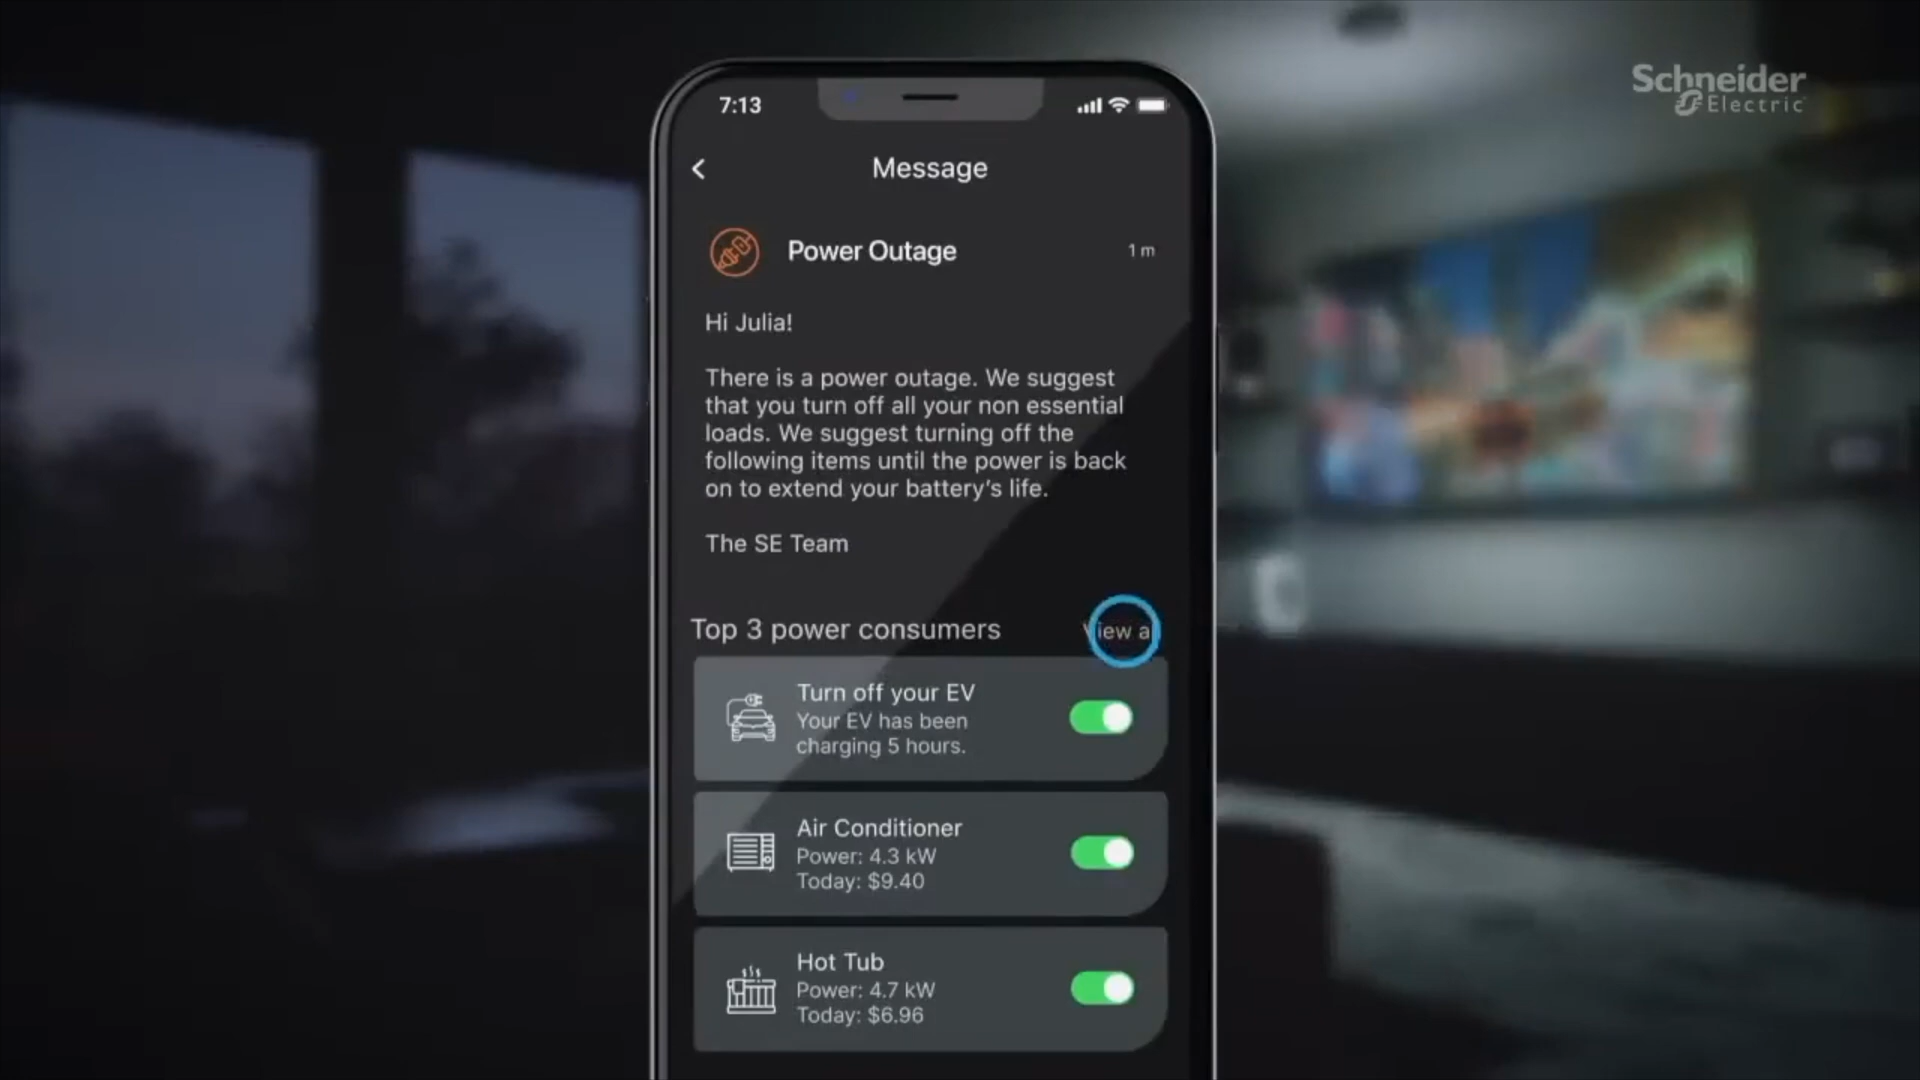 Schneider
Electric
7:13
Message
Power Outage
1 m
Hi Julia!
There is a power outage. We suggest
that you turn off all your non essential
loads. We suggest turning off the
following items until the power is back
on to extend your battery's life.
The SE Team
Top 3 power consumers
View a
Turn off your EV
Your EV has been
charging 5 hours.
Air Conditioner
Power: 4.3 kW
Today: $9.40
Hot Tub
Power: 4.7 kW
Today: $6.96